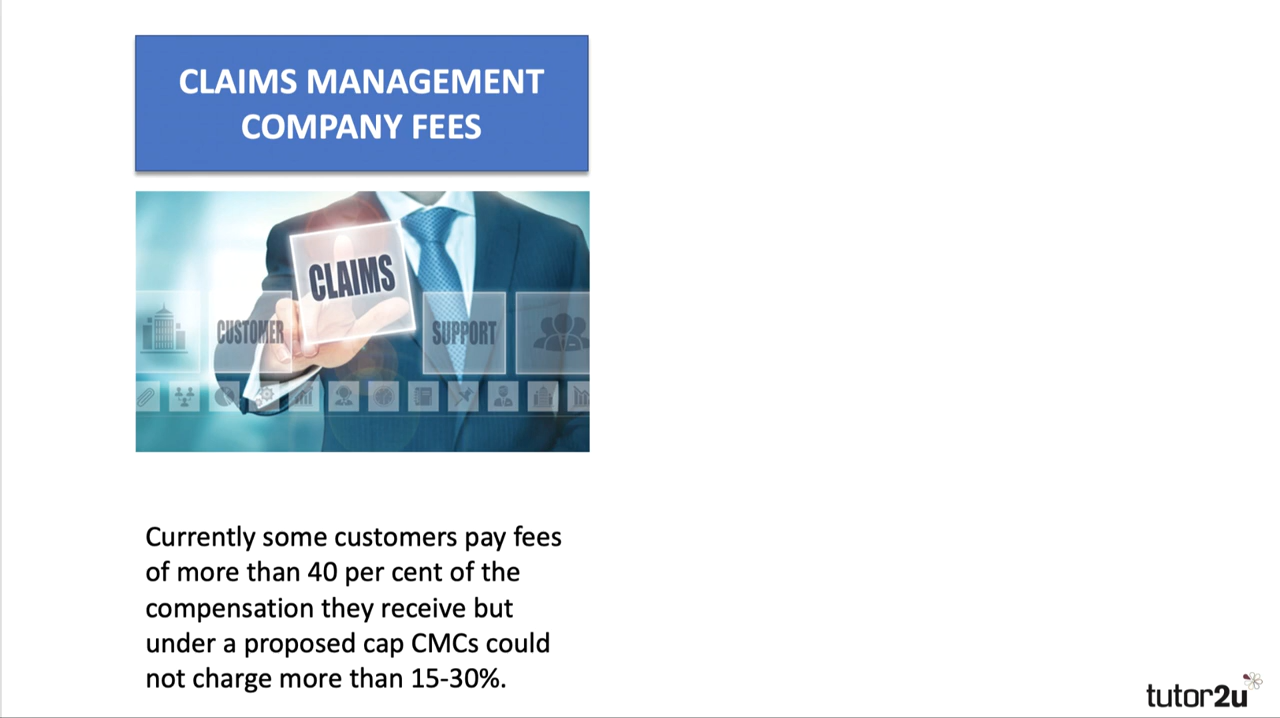 CLAIMS MANAGEMENT
COMPANY FEES
CLAIMS
CUSTOMER
SUPPORT
Currently some customers pay fees
of more than 40 per cent of the
compensation they receive but
under a proposed cap CMCs could
not charge more than 15-30%.
tutor2u